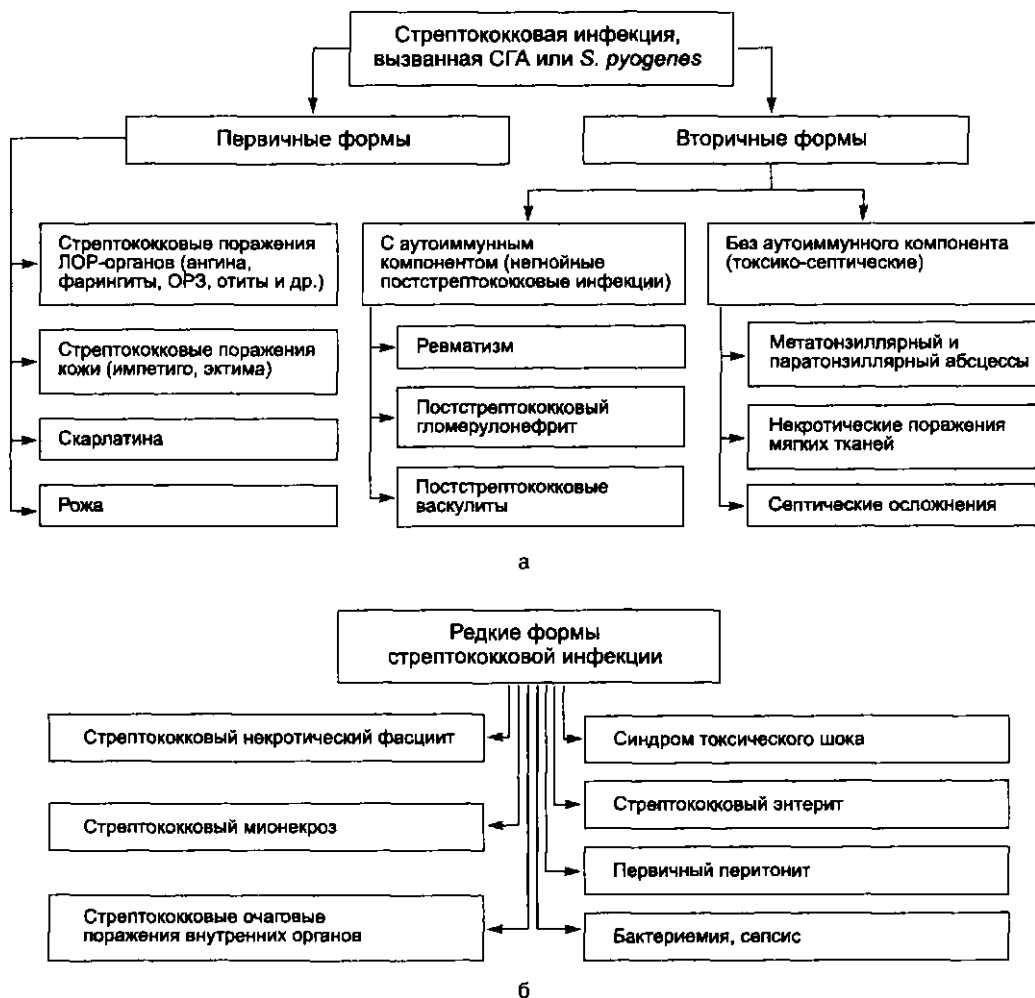 Стрептококковая инфекция,
вызванная СГА или S. pyogenes
Первичные формы
Вторичные формы
Стрептококковые поражения
ЛОР-органов (ангина,
фарингиты, ОРЗ, отиты и др.)
Стрептококковые поражения
кожи (импетиго, эктима)
Скарлатина
Рожа
С аутоиммунным
компонентом (негнойные
постстрептококковые инфекции)
Ревматизм
Постстрептококковый
гломерулонефрит
Постстрептококковые
васкулиты
Без аутоиммунного компонента
(токсико-септические)
Метатонзиллярный и
паратонзиллярный абсцессы
Некротические поражения
мягких тканей
Септические осложнения
а
Редкие формы
стрептококковой инфекции
Стрептококковый некротический фасциит
Стрептококковый мионекроз
Стрептококковые очаговые
поражения внутренних органов
Синдром токсического шока
Стрептококковый энтерит
Первичный перитонит
Бактериемия, сепсис
б